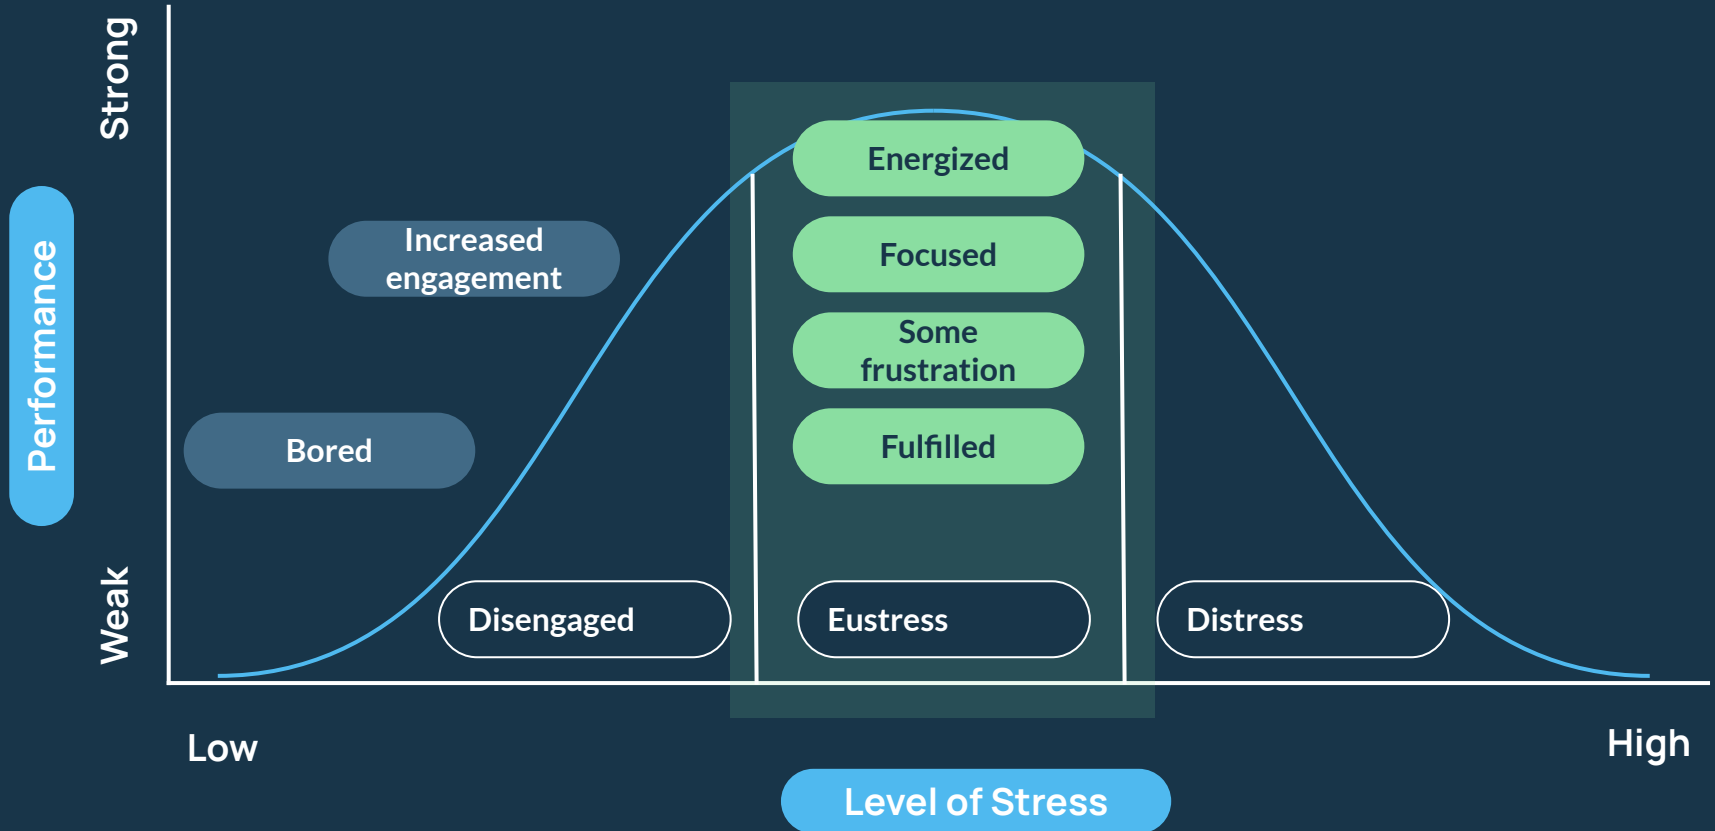 Strong
Performance
Weak
Increased
engagement
Bored
Energized
Focused
Some
frustration
Fulfilled
Disengaged
Eustress
Distress
Low
High
Level of Stress